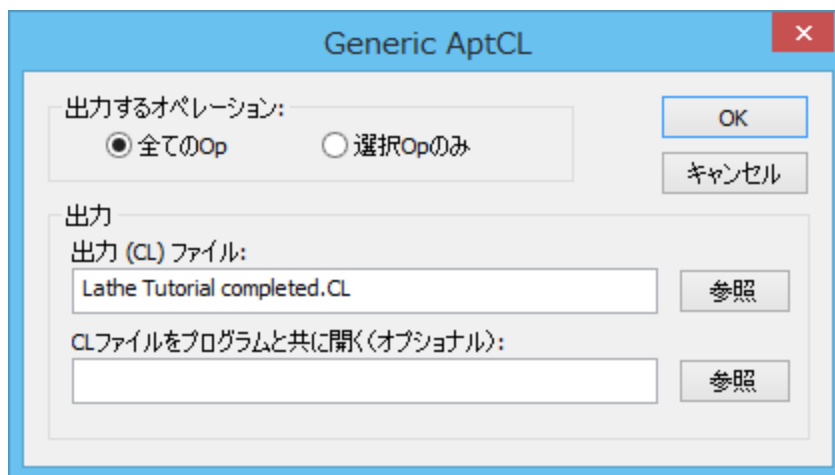 Generic AptCL
出力するオペレーション:
全てのOp
選択Opのみ
OK
キャンセル
出力
出力 (CL) ファイル:
Lathe Tutorial completed.CL
参照
CLファイルをプログラムと共に開く(オプショナル):
参照